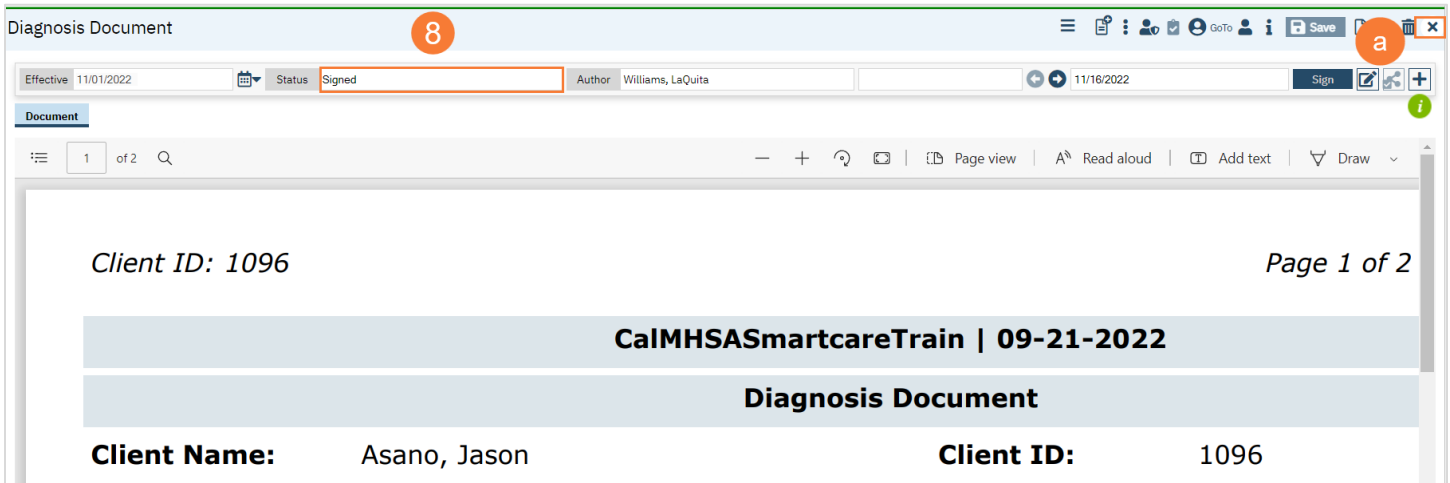 Diagnosis Document
8
GoTo
i
Save
a
Effective 11/01/2022 Status Signed Author Williams, LaQuita 11/16/2022 Sign
Document
i
1 of 2 Page view Read aloud Add text Draw
Client ID: 1096 Page 1 of 2
CalMHSASmartcareTrain | 09-21-2022
Diagnosis Document
Client Name: Asano, Jason Client ID: 1096